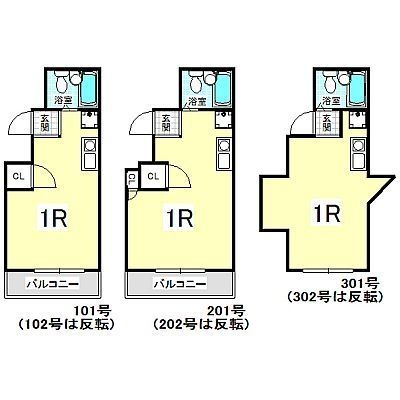 浴室
玄関
CL
1R
バルコニー
101号
(102号は反転)
浴室
玄関
CL
CL
1R
バルコニー
201号
(202号は反転)
浴室
玄関
1R
301号
(302号は反転)